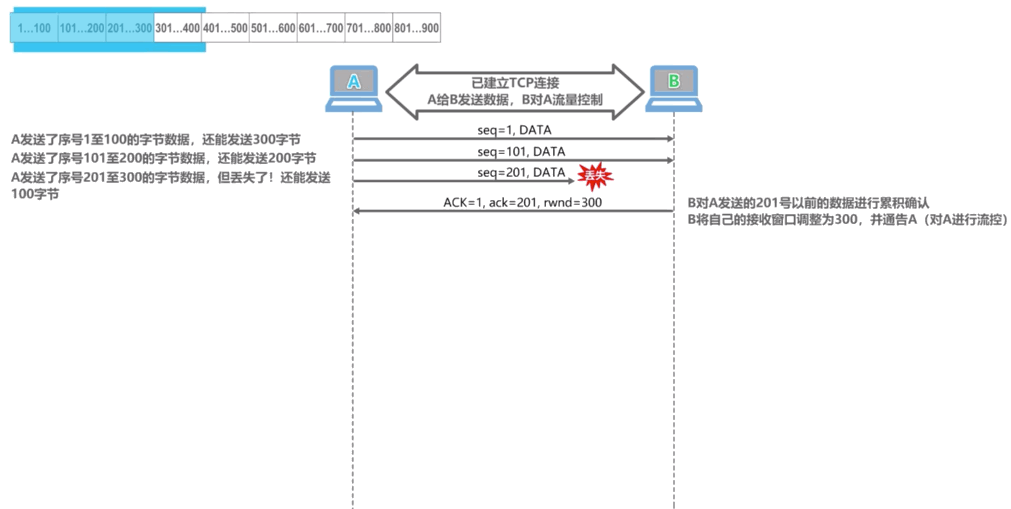 1...100 101...200 201...300 301...400 401...500 501...600 601...700 701...800 801...900
A
B
已建立TCP连接
A给B发送数据，B对A流量控制
A发送了序号1至100的字节数据，还能发送300字节
seq=1, DATA
A发送了序号101至200的字节数据，还能发送200字节
seq=101, DATA
A发送了序号201至300的字节数据，但丢失了！还能发送
100字节
seq=201, DATA
丢失
ACK=1, ack=201, rwnd=300
B对A发送的201号以前的数据进行累积确认
B将自己的接收窗口调整为300，并通告A（对A进行流控）